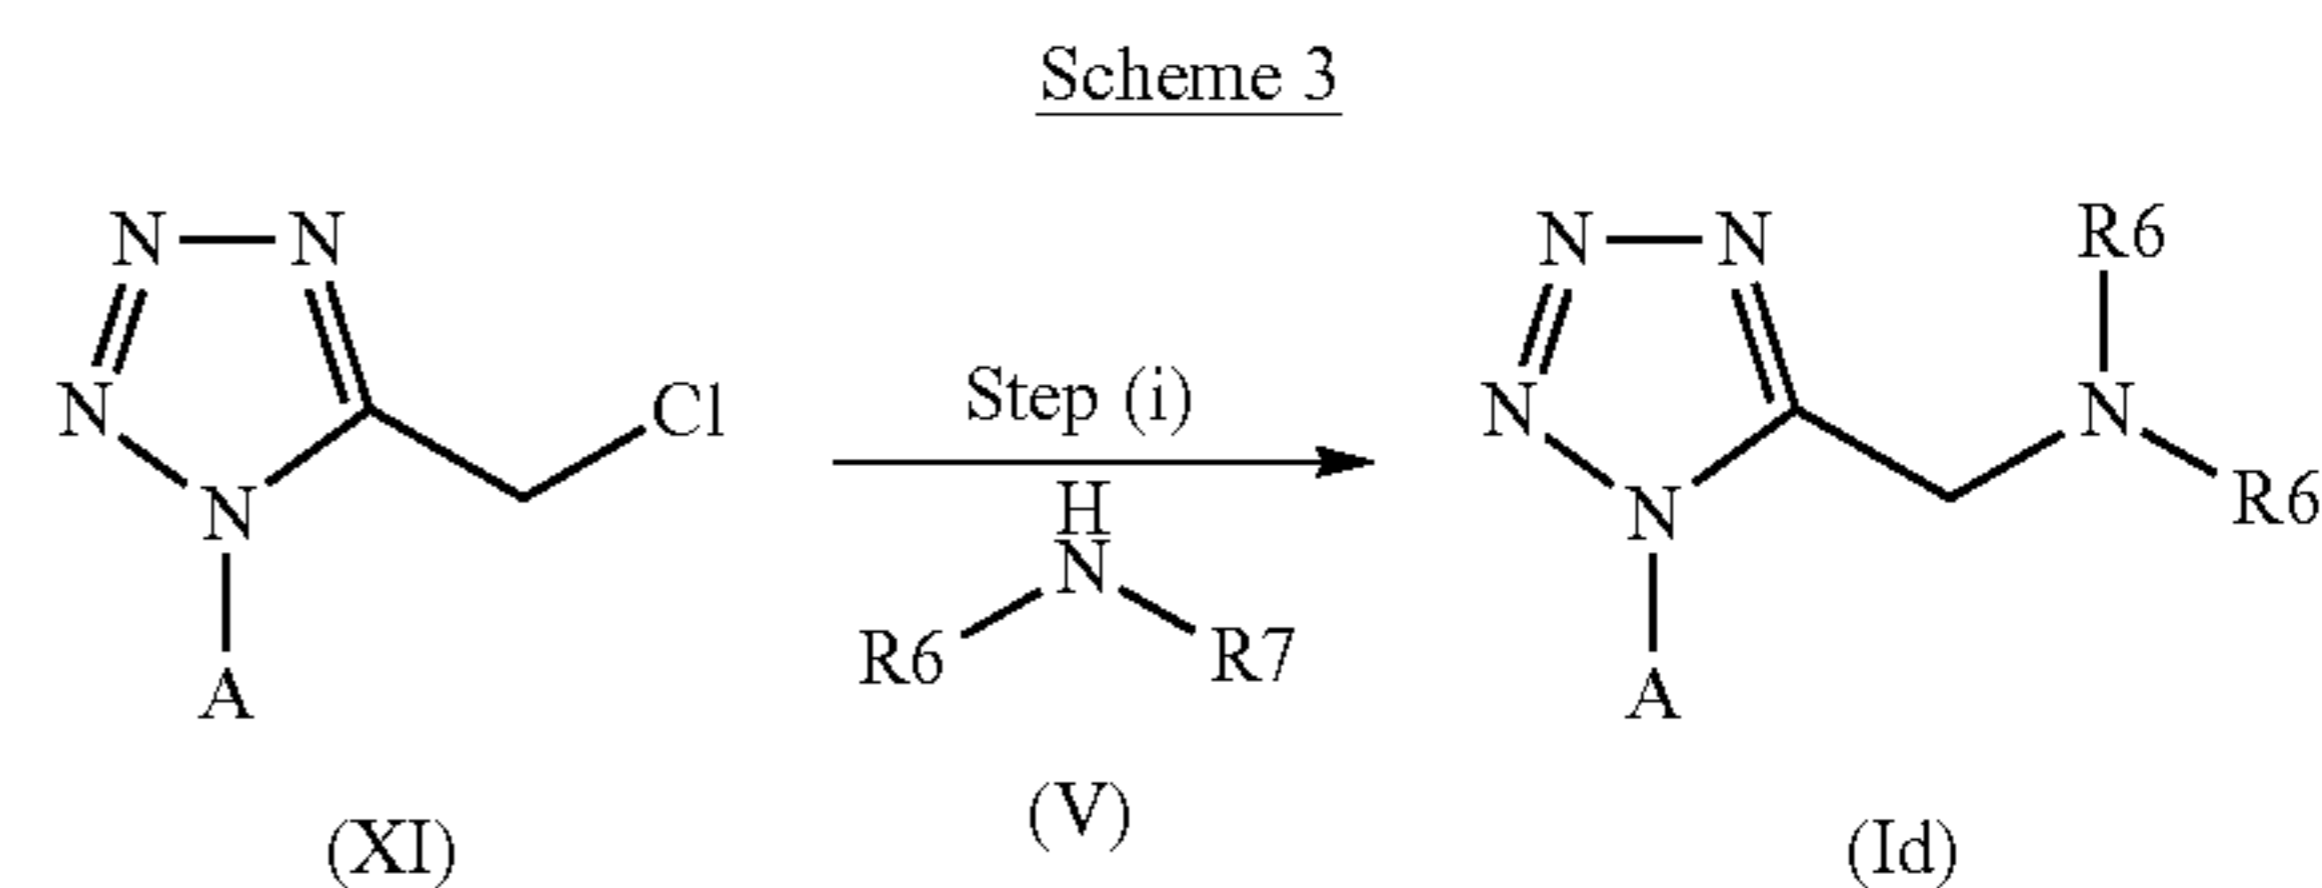 Scheme 3
N N
N
N
Cl
A
(XI)
Step (i)
H
N
R6 R7
(V)
N N
N
N
R6
N
R6
A
(Id)